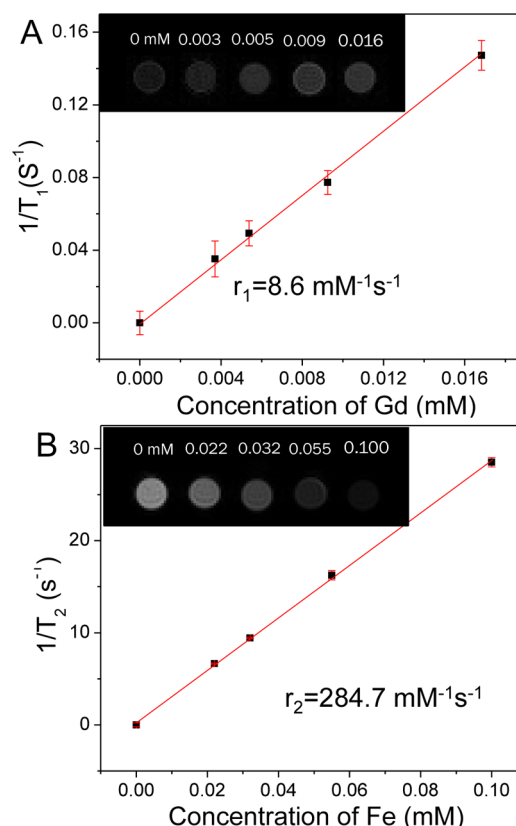 A
0 mM 0.003 0.005 0.009 0.016
0.16
0.12
0.08
0.04
0.00
1/T₁(S⁻¹)
r₁=8.6 mM⁻¹s⁻¹
0.000 0.004 0.008 0.012 0.016
Concentration of Gd (mM)
B
0 mM 0.022 0.032 0.055 0.100
30
20
10
0
1/T₂ (s⁻¹)
r₂=284.7 mM⁻¹s⁻¹
0.00 0.02 0.04 0.06 0.08 0.10
Concentration of Fe (mM)